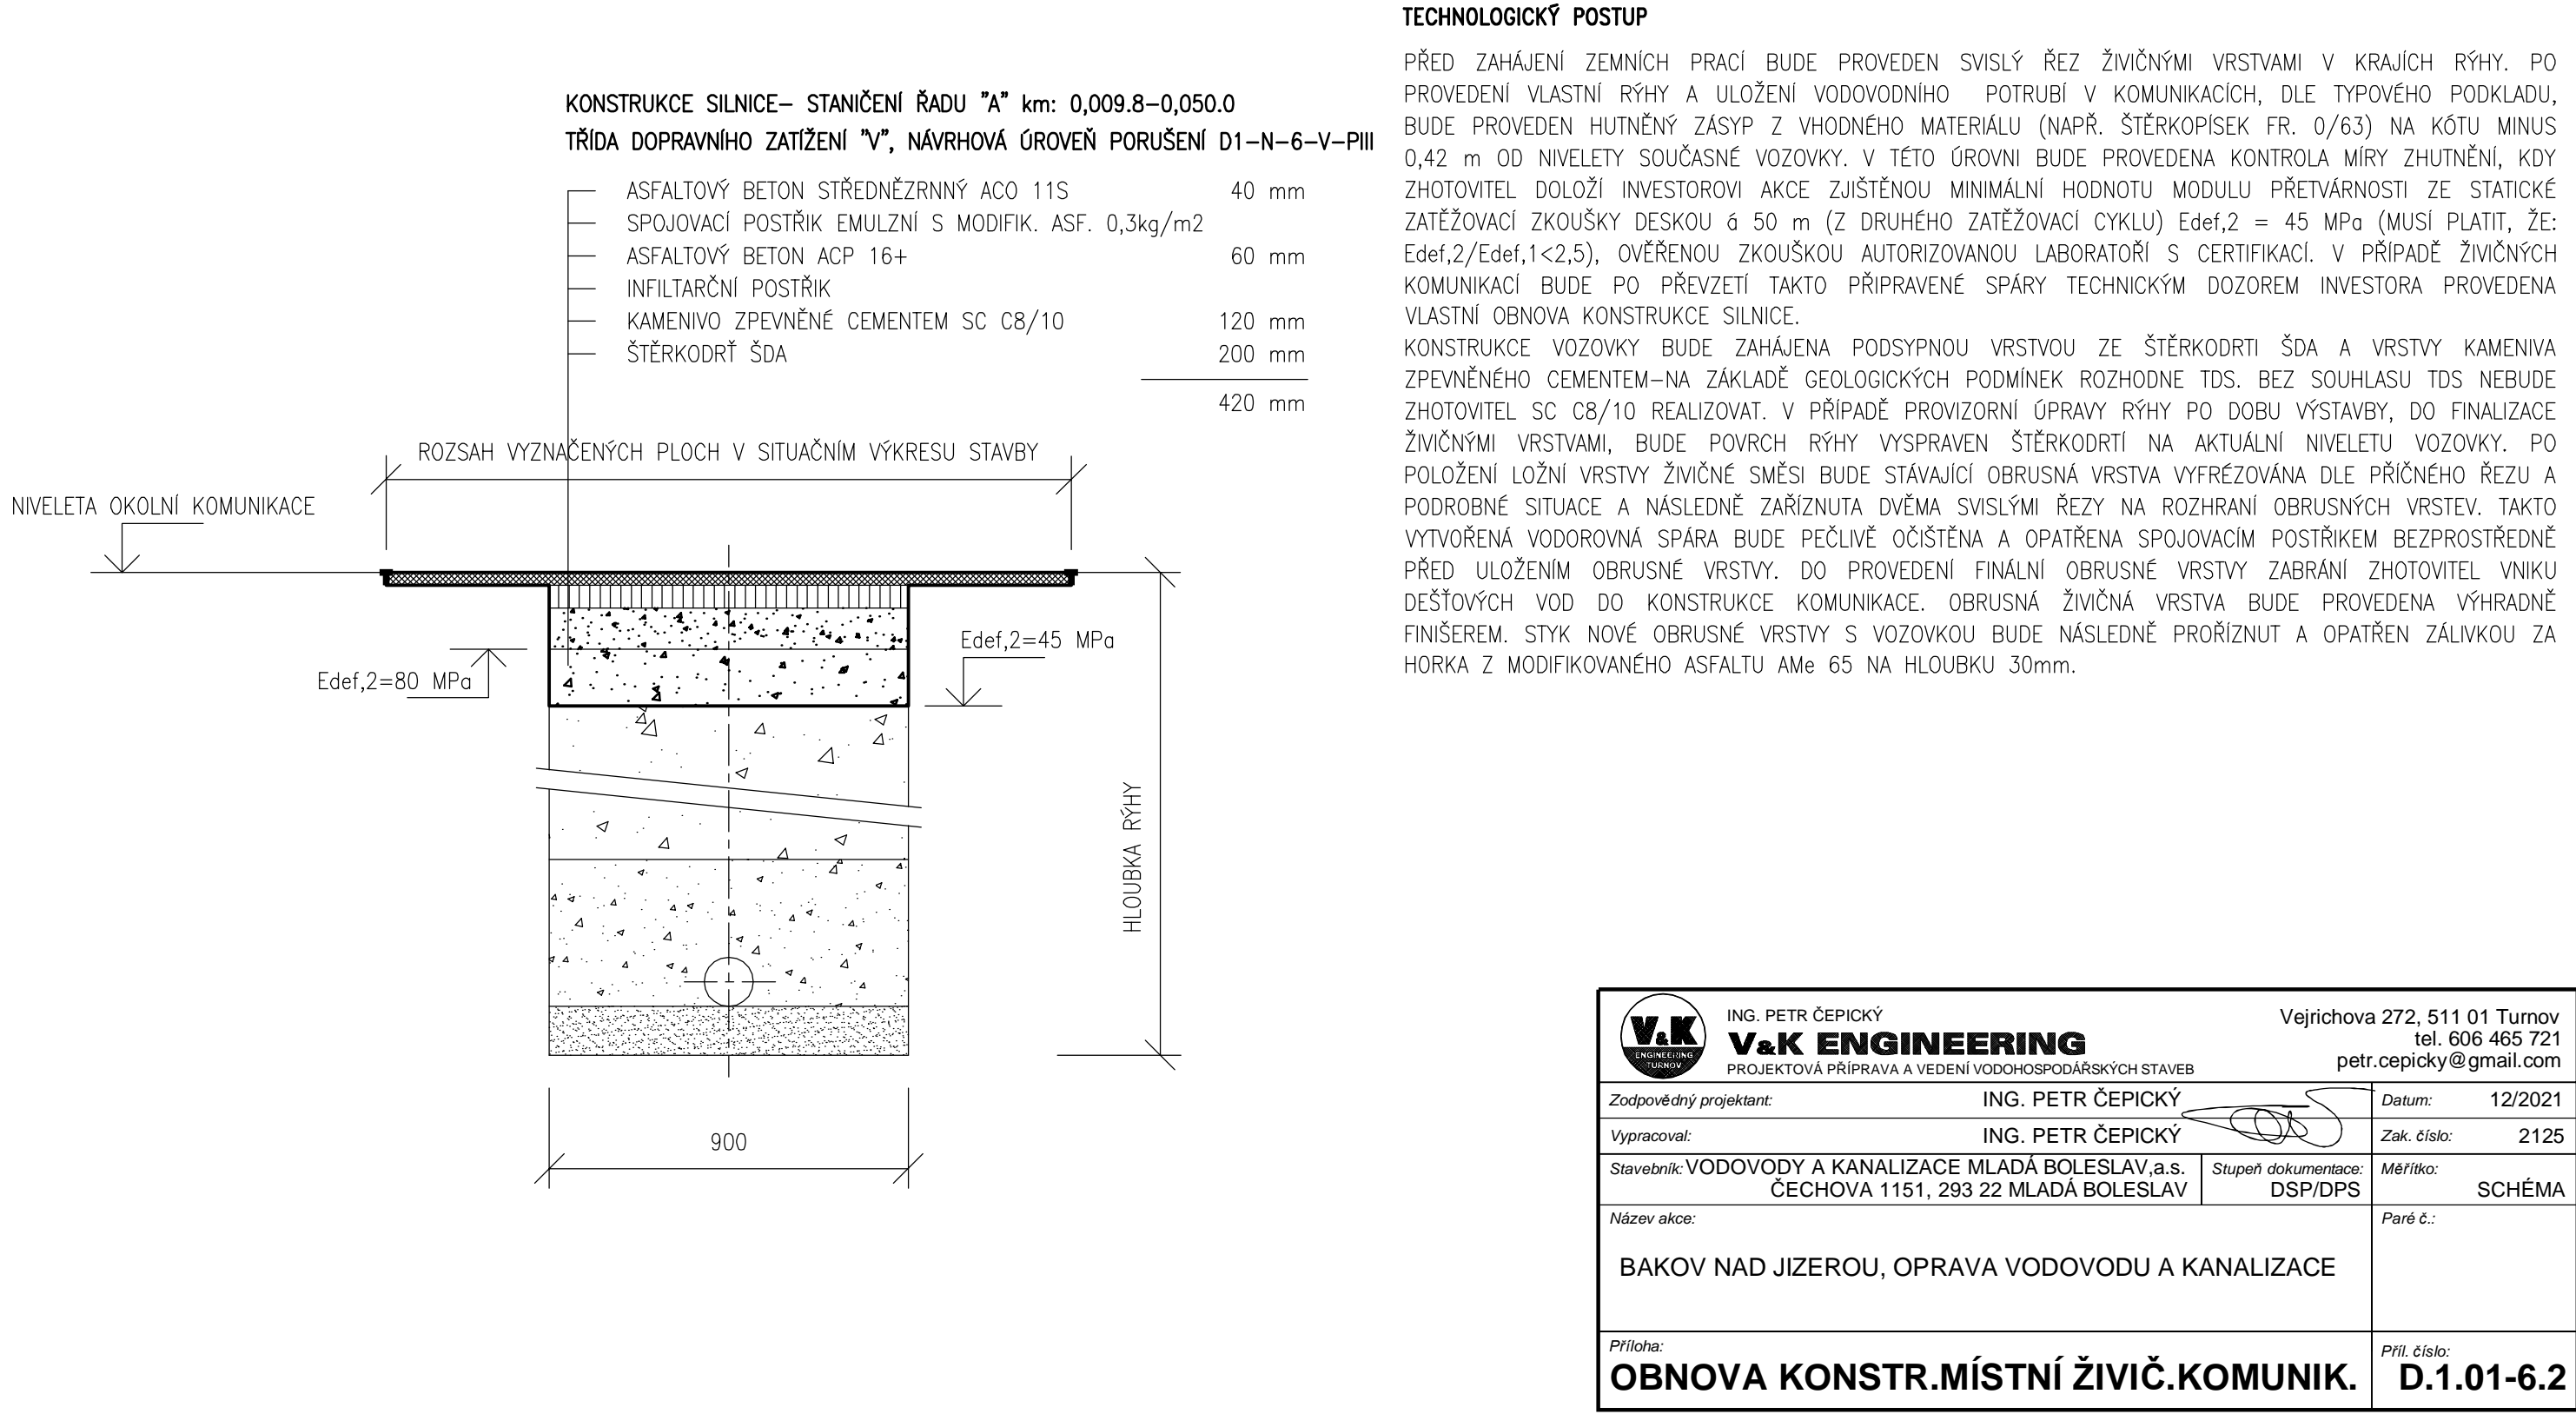 TECHNOLOGICKÝ POSTUP
PŘED ZAHÁJENÍ ZEMNÍCH PRACÍ BUDE PROVEDEN SVISLÝ ŘEZ ŽIVIČNÝMI VRSTVAMI V KRAJÍCH RÝHY. PO
PROVEDENÍ VLASTNÍ RÝHY A ULOŽENÍ VODOVODNÍHO POTRUBÍ V KOMUNIKACÍCH, DLE TYPOVÉHO PODKLADU,
BUDE PROVEDEN HUTNĚNÝ ZÁSYP Z VHODNÉHO MATERIÁLU (NAPŘ. ŠTĚRKOPÍSEK FR. 0/63) NA KÓTU MINUS
0,42 m OD NIVELETY SOUČASNÉ VOZOVKY. V TÉTO ÚROVNI BUDE PROVEDENA KONTROLA MÍRY ZHUTNĚNÍ, KDY
ZHOTOVITEL DOLOŽÍ INVESTOROVI AKCE ZJIŠTĚNOU MINIMÁLNÍ HODNOTU MODULU PŘETVÁRNOSTI ZE STATICKÉ
ZATĚŽOVACÍ ZKOUŠKY DESKOU á 50 m (Z DRUHÉHO ZATĚŽOVACÍ CYKLU) Edef,2 = 45 MPa (MUSÍ PLATIT, ŽE:
Edef,2/Edef,1<2,5), OVĚŘENOU ZKOUŠKOU AUTORIZOVANOU LABORATOŘÍ S CERTIFIKACÍ. V PŘÍPADĚ ŽIVIČNÝCH
KOMUNIKACÍ BUDE PO PŘEVZETÍ TAKTO PŘIPRAVENÉ SPÁRY TECHNICKÝM DOZOREM INVESTORA PROVEDENA
VLASTNÍ OBNOVA KONSTRUKCE SILNICE.
KONSTRUKCE VOZOVKY BUDE ZAHÁJENA PODSYPNOU VRSTVOU ZE ŠTĚRKODRTI ŠDA A VRSTVY KAMENIVA
ZPEVNĚNÉHO CEMENTEM–NA ZÁKLADĚ GEOLOGICKÝCH PODMÍNEK ROZHODNE TDS. BEZ SOUHLASU TDS NEBUDE
ZHOTOVITEL SC C8/10 REALIZOVAT. V PŘÍPADĚ PROVIZORNÍ ÚPRAVY RÝHY PO DOBU VÝSTAVBY, DO FINALIZACE
ŽIVIČNÝMI VRSTVAMI, BUDE POVRCH RÝHY VYSPRAVEN ŠTĚRKODRTÍ NA AKTUÁLNÍ NIVELETU VOZOVKY. PO
POLOŽENÍ LOŽNÍ VRSTVY ŽIVIČNÉ SMĚSI BUDE STÁVAJÍCÍ OBRUSNÁ VRSTVA VYFRÉZOVÁNA DLE PŘÍČNÉHO ŘEZU A
PODROBNÉ SITUACE A NÁSLEDNĚ ZAŘÍZNUTA DVĚMA SVISLÝMI ŘEZY NA ROZHRANÍ OBRUSNÝCH VRSTEV. TAKTO
VYTVOŘENÁ VODOROVNÁ SPÁRA BUDE PEČLIVĚ OČIŠTĚNA A OPATŘENA SPOJOVACÍM POSTŘIKEM BEZPROSTŘEDNĚ
PŘED ULOŽENÍM OBRUSNÉ VRSTVY. DO PROVEDENÍ FINÁLNÍ OBRUSNÉ VRSTVY ZABRÁNÍ ZHOTOVITEL VNIKU
DEŠŤOVÝCH VOD DO KONSTRUKCE KOMUNIKACE. OBRUSNÁ ŽIVIČNÁ VRSTVA BUDE PROVEDENA VÝHRADNĚ
FINIŠEREM. STYK NOVÉ OBRUSNÉ VRSTVY S VOZOVKOU BUDE NÁSLEDNĚ PROŘÍZNUT A OPATŘEN ZÁLIVKOU ZA
HORKA Z MODIFIKOVANÉHO ASFALTU AMe 65 NA HLOUBKU 30mm.
KONSTRUKCE SILNICE– STANIČENÍ ŘADU "A" km: 0,009.8–0,050.0
TŘÍDA DOPRAVNÍHO ZATÍŽENÍ "V", NÁVRHOVÁ ÚROVEŇ PORUŠENÍ D1–N–6–V–PIII
ASFALTOVÝ BETON STŘEDNĚZRNNÝ ACO 11S 40 mm
SPOJOVACÍ POSTŘIK EMULZNÍ S MODIFIK. ASF. 0,3kg/m2
ASFALTOVÝ BETON ACP 16+ 60 mm
INFILTARČNÍ POSTŘIK
KAMENIVO ZPEVNĚNÉ CEMENTEM SC C8/10 120 mm
ŠTĚRKODRŤ ŠDA 200 mm
420 mm
ROZSAH VYZNAČENÝCH PLOCH V SITUAČNÍM VÝKRESU STAVBY
NIVELETA OKOLNÍ KOMUNIKACE
Edef,2=45 MPa
Edef,2=80 MPa
HLOUBKA RÝHY
900
V&K
ENGINEERING
TURNOV
ING. PETR ČEPICKÝ
V&K ENGINEERING
PROJEKTOVÁ PŘÍPRAVA A VEDENÍ VODOHOSPODÁŘSKÝCH STAVEB
Vejrichova 272, 511 01 Turnov
tel. 606 465 721
petr.cepicky@gmail.com
Zodpovědný projektant: ING. PETR ČEPICKÝ
Datum: 12/2021
Vypracoval: ING. PETR ČEPICKÝ
Zak. číslo: 2125
Stavebník: VODOVODY A KANALIZACE MLADÁ BOLESLAV,a.s.
ČECHOVA 1151, 293 22 MLADÁ BOLESLAV
Stupeň dokumentace:
DSP/DPS
Měřítko:
SCHÉMA
Název akce:
BAKOV NAD JIZEROU, OPRAVA VODOVODU A KANALIZACE
Paré č.:
Příloha:
OBNOVA KONSTR.MÍSTNÍ ŽIVIČ.KOMUNIK.
Příl. číslo:
D.1.01-6.2